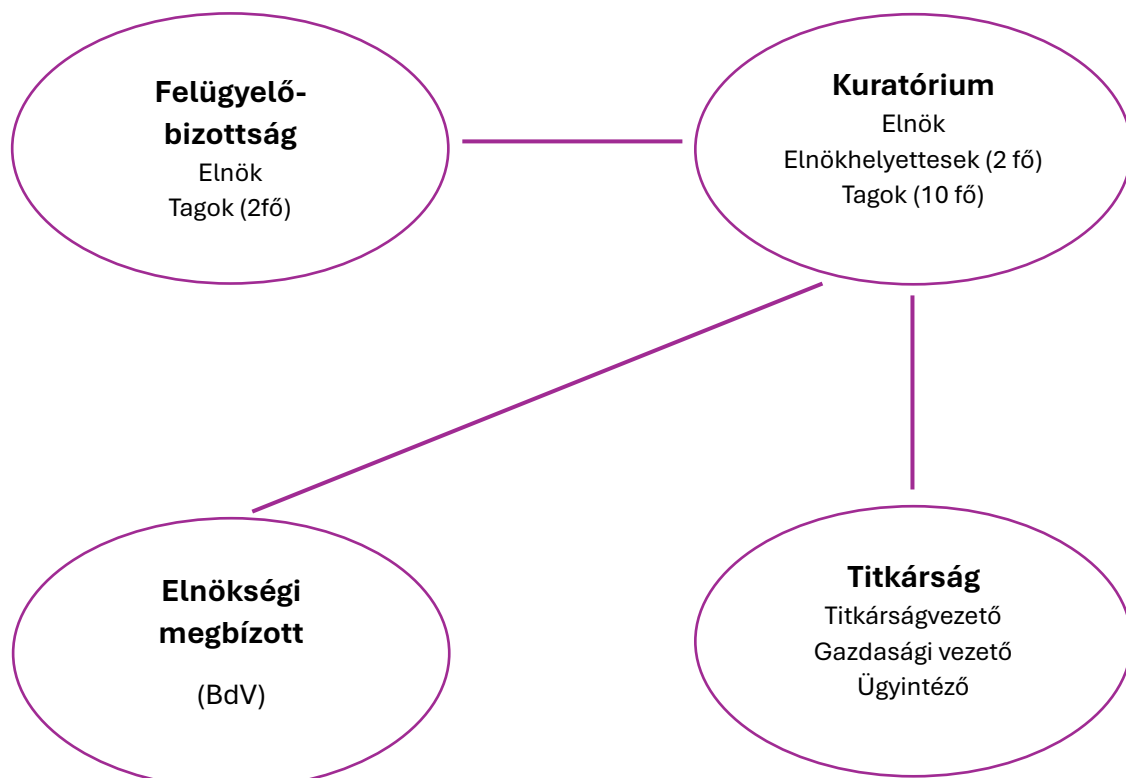 Felügyelő-
bizottság
Elnök
Tagok (2fő)
Kuratórium
Elnök
Elnökhelyettesek (2 fő)
Tagok (10 fő)
Elnökségi
megbízott
(BdV)
Titkárság
Titkárságvezető
Gazdasági vezető
Ügyintéző